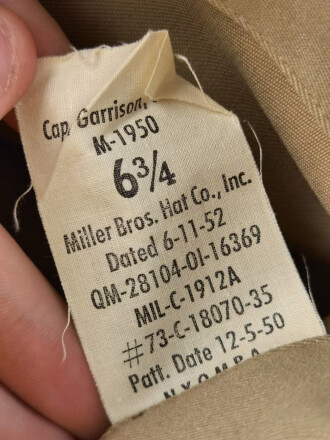 Cap, Garrison,
M-1950
6¾
Miller Bros. Hat Co., Inc.
Dated 6-11-52
QM-28104-OI-16369
MIL-C-1912A
#73-C-18070-35
Patt. Date 12-5-50
N.Y.Q.M.P.A.